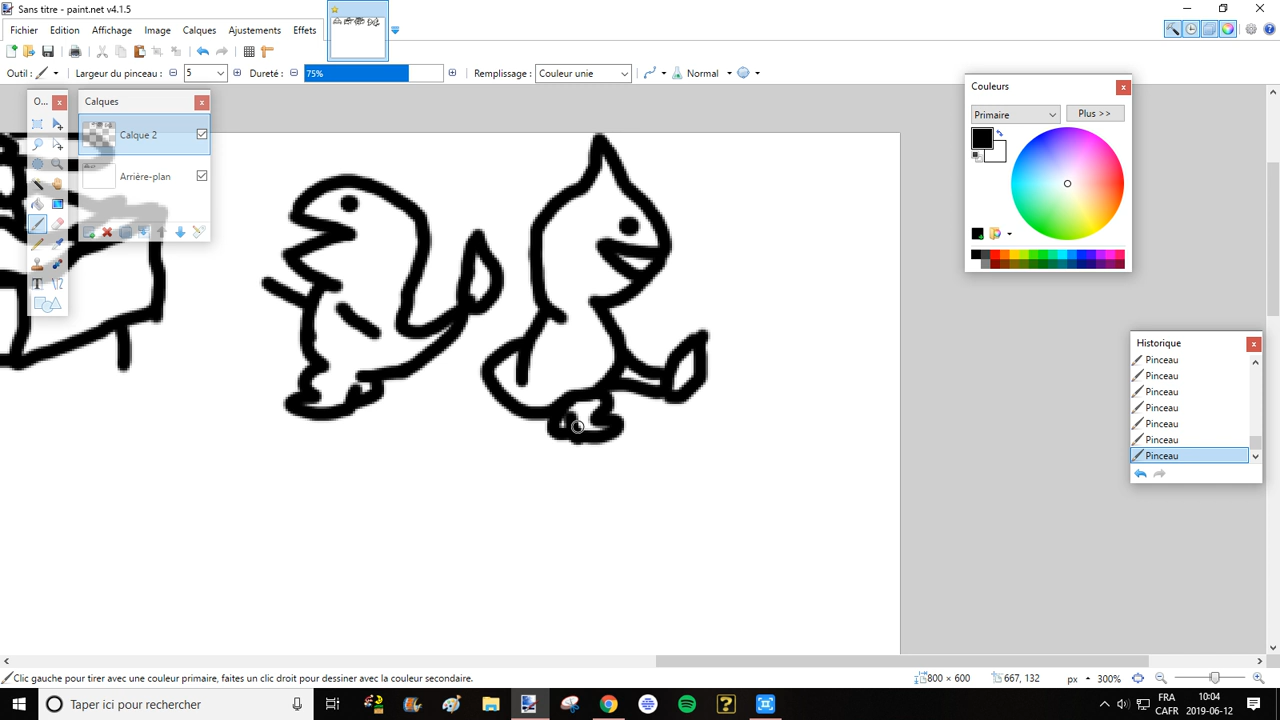 Sans titre - paint.net v4.1.5
Fichier Edition Affichage Image Calques Ajustements Effets
Outil : Largeur du pinceau : 5 Dureté : 75% Remplissage : Couleur unie Normal
O... Calques
Calque 2
Arrière-plan
Couleurs
Primaire Plus >>
Historique
Pinceau
Pinceau
Pinceau
Pinceau
Pinceau
Pinceau
Pinceau
Clic gauche pour tirer avec une couleur primaire, faites un clic droit pour dessiner avec la couleur secondaire. 800 × 600 667, 132 px 300%
Taper ici pour rechercher
FRA 10:04
CAFR 2019-06-12